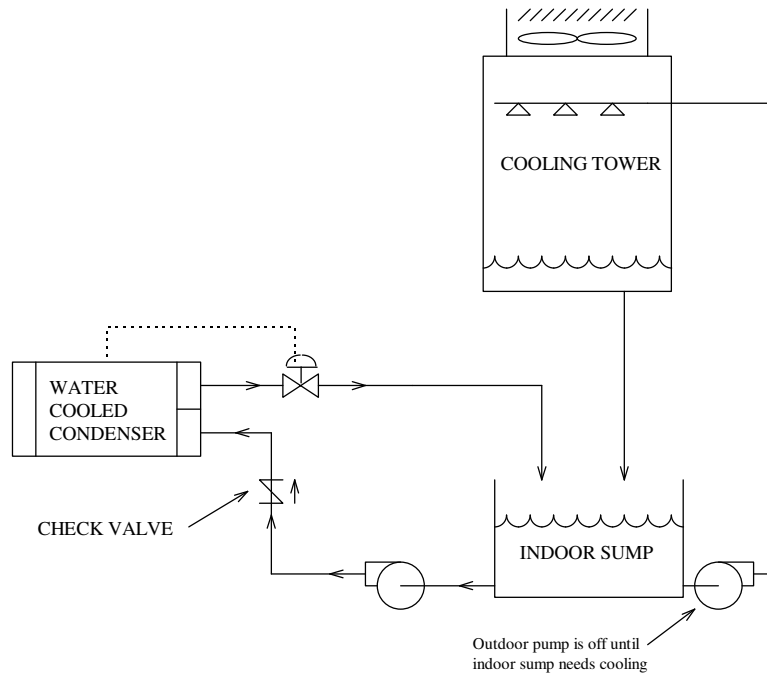 COOLING TOWER
WATER
COOLED
CONDENSER
CHECK VALVE
INDOOR SUMP
Outdoor pump is off until
indoor sump needs cooling